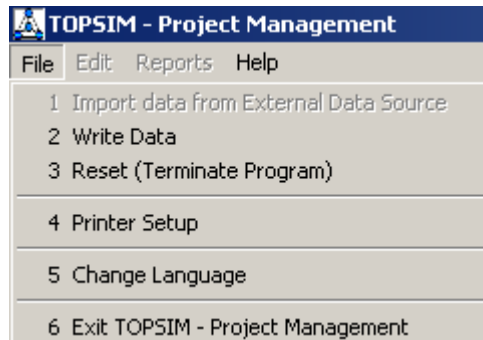 TOPSIM - Project Management
File Edit Reports Help
1 Import data from External Data Source
2 Write Data
3 Reset (Terminate Program)
4 Printer Setup
5 Change Language
6 Exit TOPSIM - Project Management